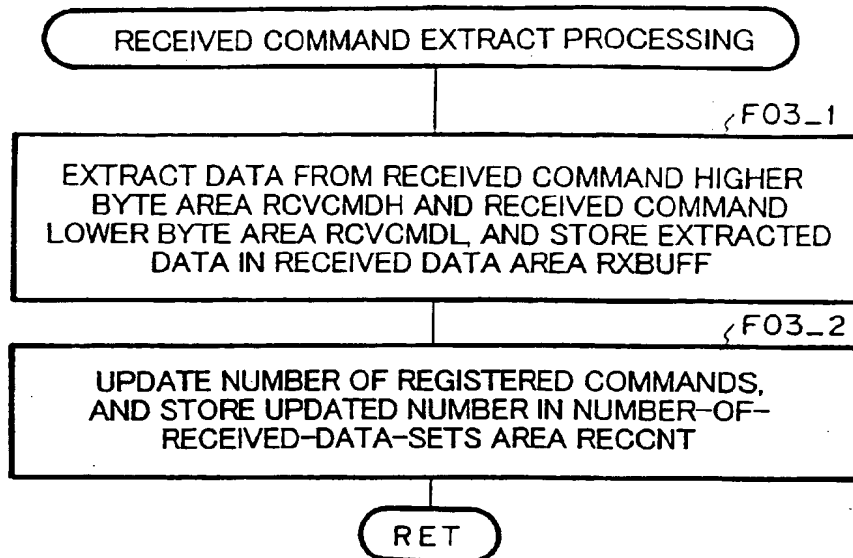 RECEIVED COMMAND EXTRACT PROCESSING
F03_1
EXTRACT DATA FROM RECEIVED COMMAND HIGHER
BYTE AREA RCVCMDH AND RECEIVED COMMAND
LOWER BYTE AREA RCVCMDL, AND STORE EXTRACTED
DATA IN RECEIVED DATA AREA RXBUFF
F03_2
UPDATE NUMBER OF REGISTERED COMMANDS,
AND STORE UPDATED NUMBER IN NUMBER-OF-
RECEIVED-DATA-SETS AREA RECCNT
RET